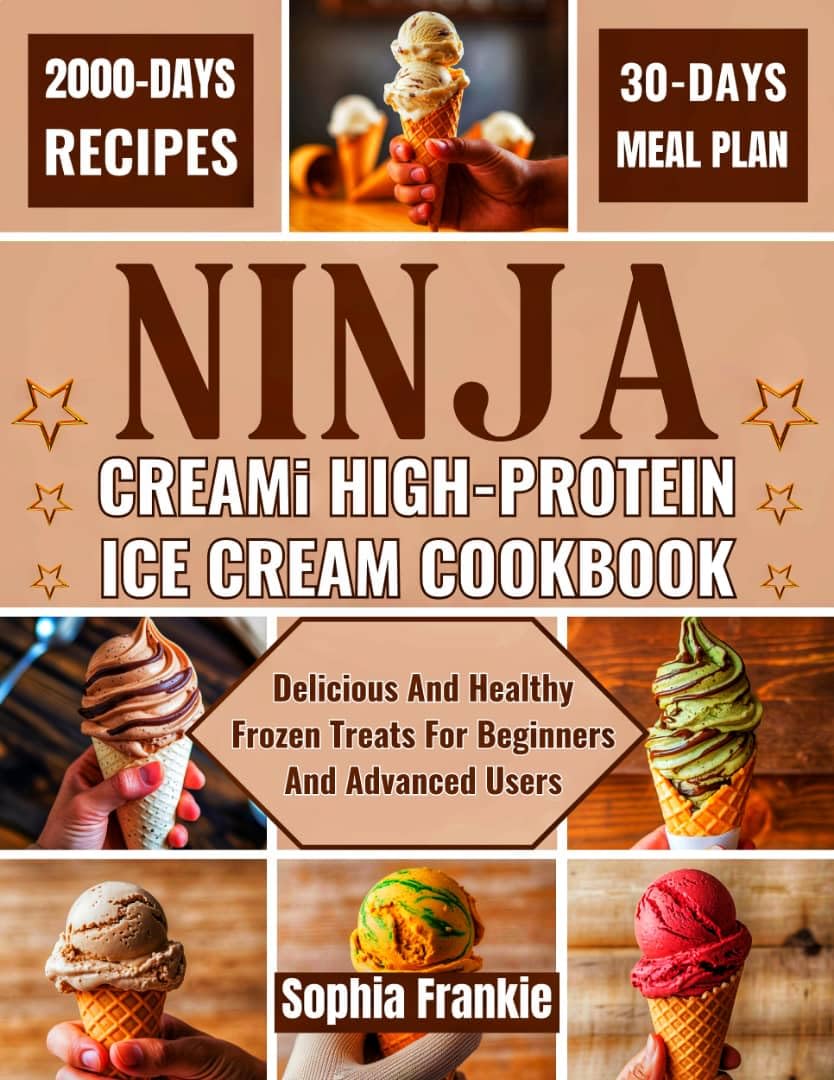 2000-DAYS
RECIPES
30-DAYS
MEAL PLAN
NINJA
CREAMi HIGH-PROTEIN
ICE CREAM COOKBOOK
Delicious And Healthy
Frozen Treats For Beginners
And Advanced Users
Sophia Frankie